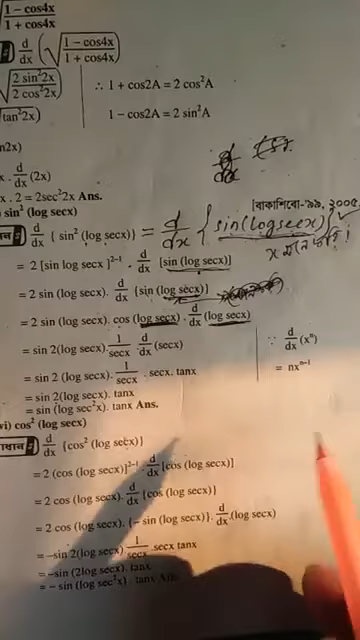 √(1 − cos4x / 1 + cos4x)
d/dx (√(1 − cos4x / 1 + cos4x))
√(2 sin²2x / 2 cos²2x)
∴ 1 + cos2A = 2 cos²A
tan²2x)
1 − cos2A = 2 sin²A
n2x)
x . d/dx (2x)
x . 2 = 2sec²2x Ans.
sin² (log secx)
[বাকাশিবো-'৯৯, ২০০৫
d/dx { sin² (log secx)} = d/dx { sin(logsecx)}
= 2 [sin log secx ]²⁻¹ . d/dx [sin(log secx)]
= 2 sin (log secx). d/dx {sin (log secx)}
= 2 sin (log secx). cos (log secx) . d/dx (log secx)
= sin 2(log secx) 1/secx . d/dx (secx)
∵ d/dx (xⁿ)
= sin 2 (log secx). 1/secx . secx. tanx
= nxⁿ⁻¹
= sin 2(log secx). tanx
= sin (log sec²x). tanx Ans.
vi) cos² (log secx)
d/dx {cos² (log secx)}
= 2 (cos (log secx)]²⁻¹ . d/dx [cos (log secx)]
= 2 cos (log secx). d/dx {cos (log secx)}
= 2 cos (log secx). {− sin (log secx)}. d/dx (log secx)
= −sin 2(log secx) 1/secx . secx tanx
= −sin (2log secx). tanx
= − sin (log sec²x) . tanx Ans